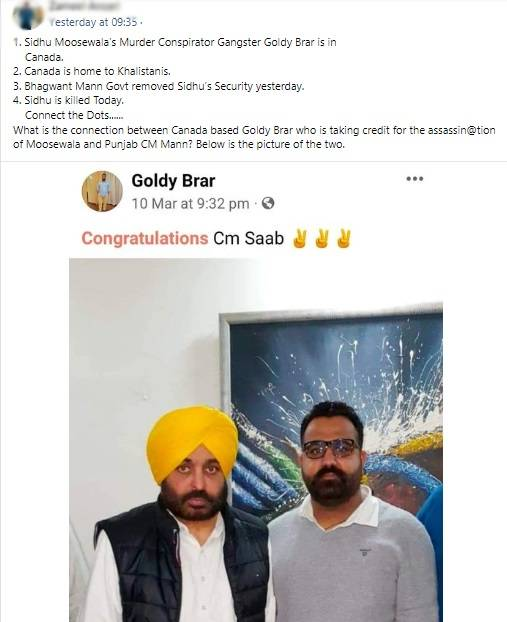 Yesterday at 09:35 ·
1. Sidhu Moosewala's Murder Conspirator Gangster Goldy Brar is in
Canada.
2. Canada is home to Khalistanis.
3. Bhagwant Mann Govt removed Sidhu's Security yesterday.
4. Sidhu is killed Today.
Connect the Dots......
What is the connection between Canada based Goldy Brar who is taking credit for the assassin@tion
of Moosewala and Punjab CM Mann? Below is the picture of the two.
Goldy Brar
10 Mar at 9:32 pm ·
Congratulations Cm Saab ✌✌✌